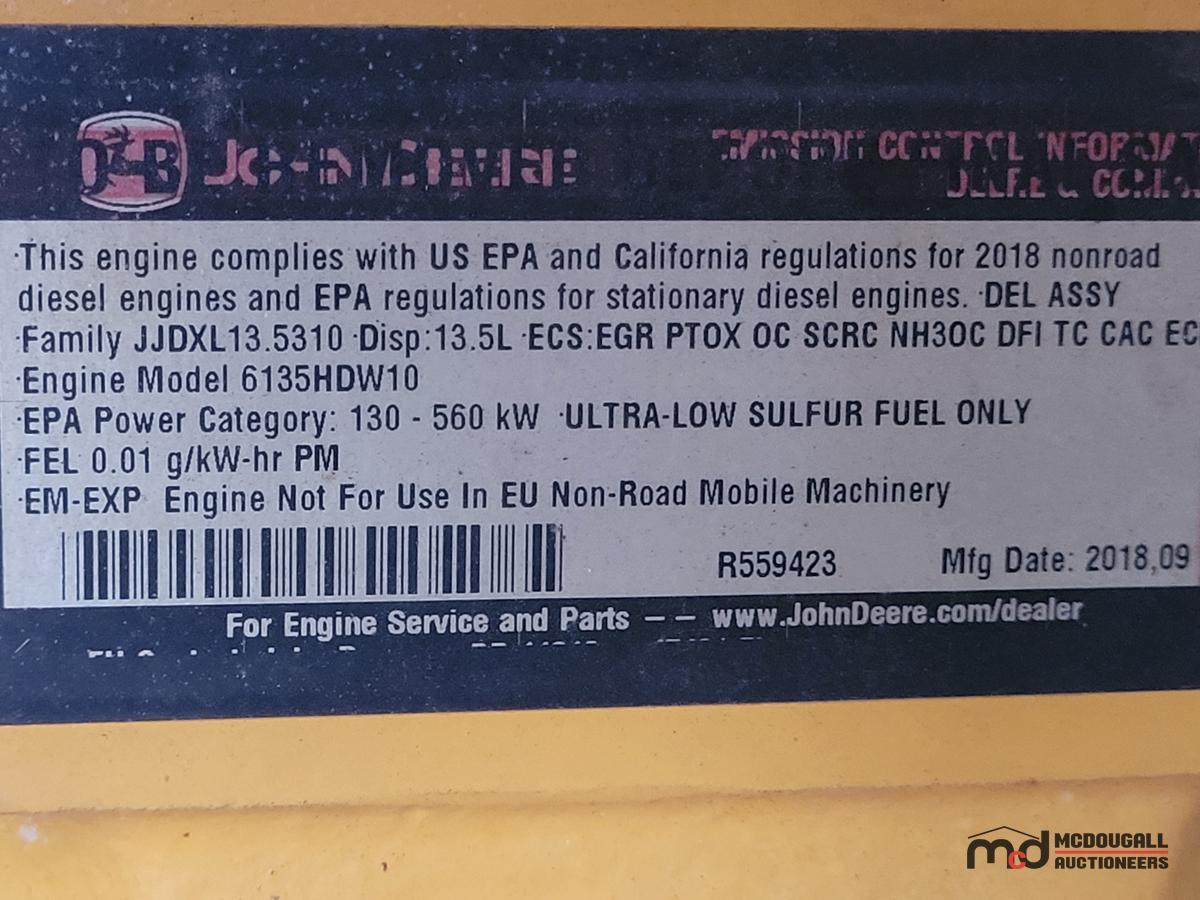 JOHN DEERE
EMISSION CONTROL INFORMAT
DEERE & COMPA
·This engine complies with US EPA and California regulations for 2018 nonroad
diesel engines and EPA regulations for stationary diesel engines. ·DEL ASSY
·Family JJDXL13.5310 ·Disp:13.5L ·ECS:EGR PTOX OC SCRC NH3OC DFI TC CAC EC
·Engine Model 6135HDW10
·EPA Power Category: 130 - 560 kW ·ULTRA-LOW SULFUR FUEL ONLY
·FEL 0.01 g/kW-hr PM
·EM-EXP Engine Not For Use In EU Non-Road Mobile Machinery
R559423 Mfg Date: 2018,09
For Engine Service and Parts – – www.JohnDeere.com/dealer
mcd MCDOUGALL
AUCTIONEERS